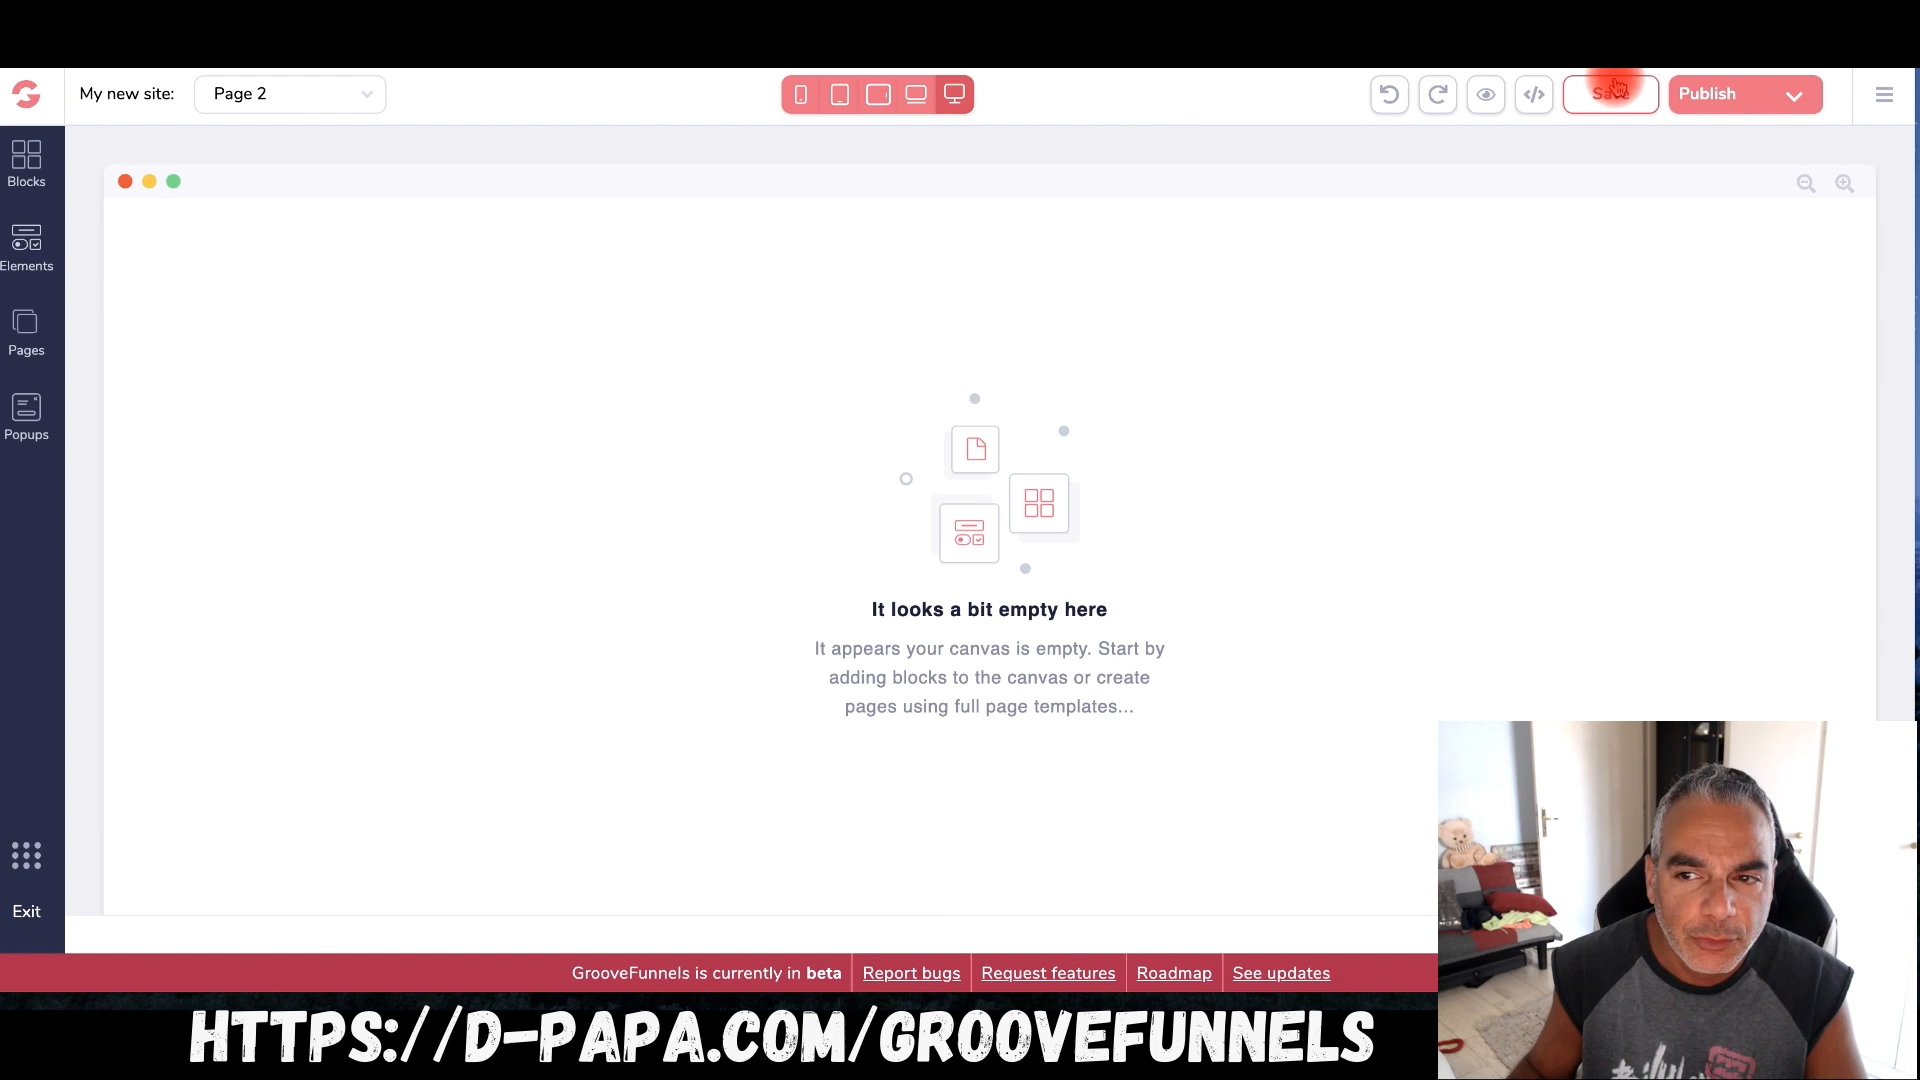 My new site:
Page 2
Save
Publish
Blocks
Elements
Pages
Popups
Exit
It looks a bit empty here
It appears your canvas is empty. Start by
adding blocks to the canvas or create
pages using full page templates...
GrooveFunnels is currently in beta
Report bugs
Request features
Roadmap
See updates
HTTPS://D-PAPA.COM/GROOVEFUNNELS